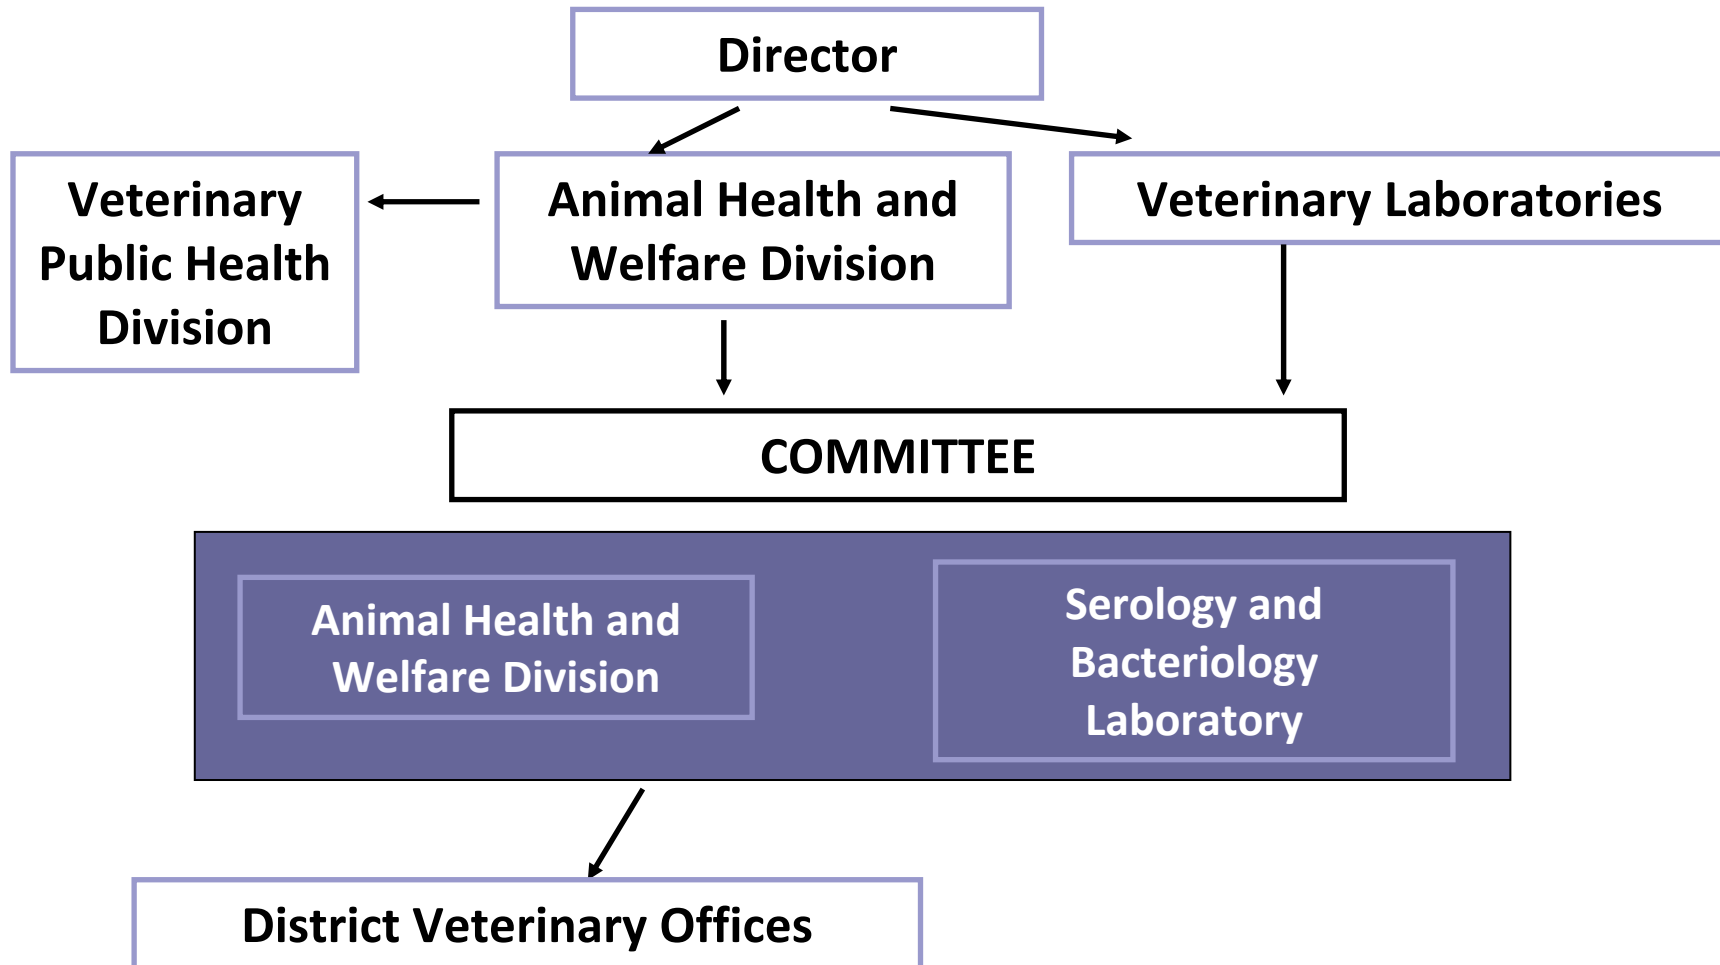 Director
Veterinary
Public Health
Division
Animal Health and
Welfare Division
Veterinary Laboratories
COMMITTEE
Animal Health and
Welfare Division
Serology and
Bacteriology
Laboratory
District Veterinary Offices